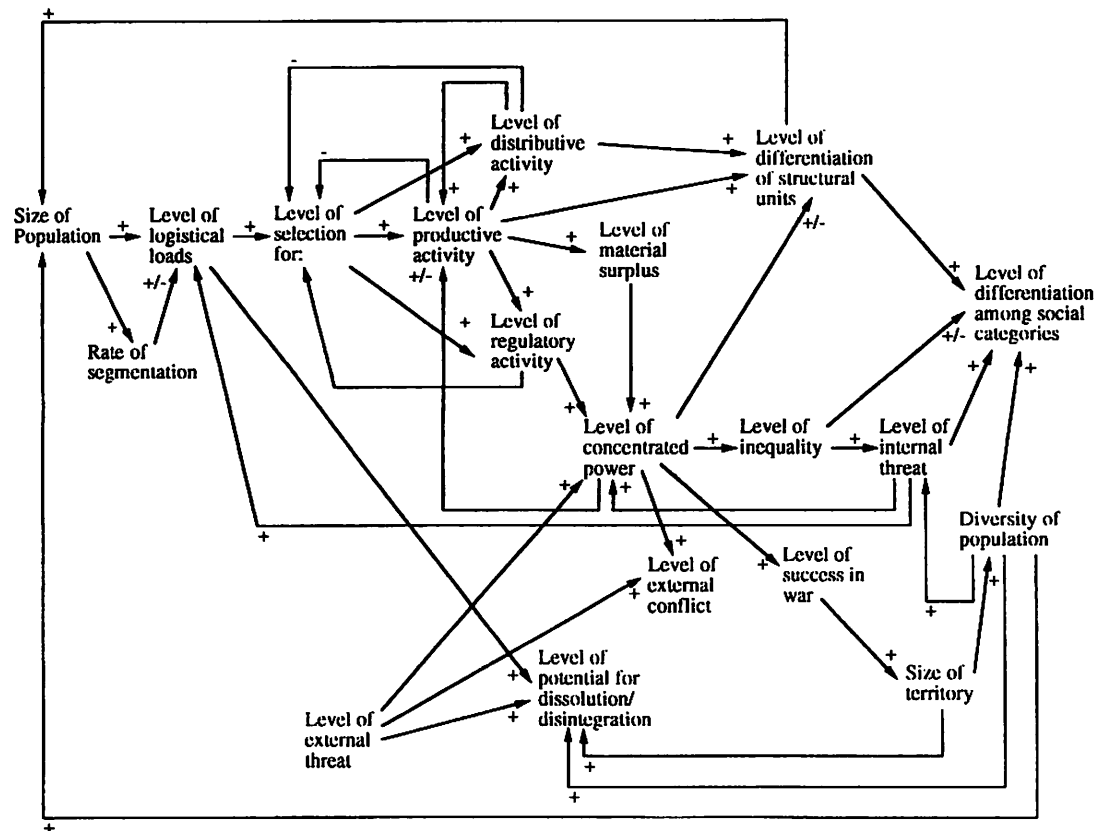 +
-
Level of
distributive
activity
+
+
Level of
differentiation
of structural
units
-
+
+
+
Size of
Population
+
Level of
logistical
loads
+
Level of
selection
for:
+
Level of
productive
activity
+/-
+
Level of
material
surplus
+/-
+
Level of
differentiation
among social
categories
+/-
+/-
+
Rate of
segmentation
+
+
Level of
regulatory
activity
+
+
+
+
Level of
concentrated
power
+
Level of
inequality
+
Level of
internal
threat
+
+
+
Diversity of
population
+
+
Level of
external
conflict
+
+
Level of
success in
war
+
+
Level of
potential for
dissolution/
disintegration
+
+
+
Size of
territory
Level of
external
threat
+
+
+